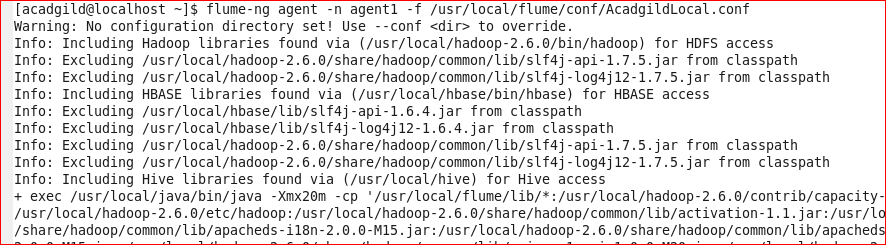 [acadgild@localhost ~]$ flume-ng agent -n agent1 -f /usr/local/flume/conf/AcadgildLocal.conf
Warning: No configuration directory set! Use --conf <dir> to override.
Info: Including Hadoop libraries found via (/usr/local/hadoop-2.6.0/bin/hadoop) for HDFS access
Info: Excluding /usr/local/hadoop-2.6.0/share/hadoop/common/lib/slf4j-api-1.7.5.jar from classpath
Info: Excluding /usr/local/hadoop-2.6.0/share/hadoop/common/lib/slf4j-log4j12-1.7.5.jar from classpath
Info: Including HBASE libraries found via (/usr/local/hbase/bin/hbase) for HBASE access
Info: Excluding /usr/local/hbase/lib/slf4j-api-1.6.4.jar from classpath
Info: Excluding /usr/local/hbase/lib/slf4j-log4j12-1.6.4.jar from classpath
Info: Excluding /usr/local/hadoop-2.6.0/share/hadoop/common/lib/slf4j-api-1.7.5.jar from classpath
Info: Excluding /usr/local/hadoop-2.6.0/share/hadoop/common/lib/slf4j-log4j12-1.7.5.jar from classpath
Info: Including Hive libraries found via (/usr/local/hive) for Hive access
+ exec /usr/local/java/bin/java -Xmx20m -cp '/usr/local/flume/lib/*:/usr/local/hadoop-2.6.0/contrib/capacity-
/usr/local/hadoop-2.6.0/etc/hadoop:/usr/local/hadoop-2.6.0/share/hadoop/common/lib/activation-1.1.jar:/usr/lo
/share/hadoop/common/lib/apacheds-i18n-2.0.0-M15.jar:/usr/local/hadoop-2.6.0/share/hadoop/common/lib/apacheds